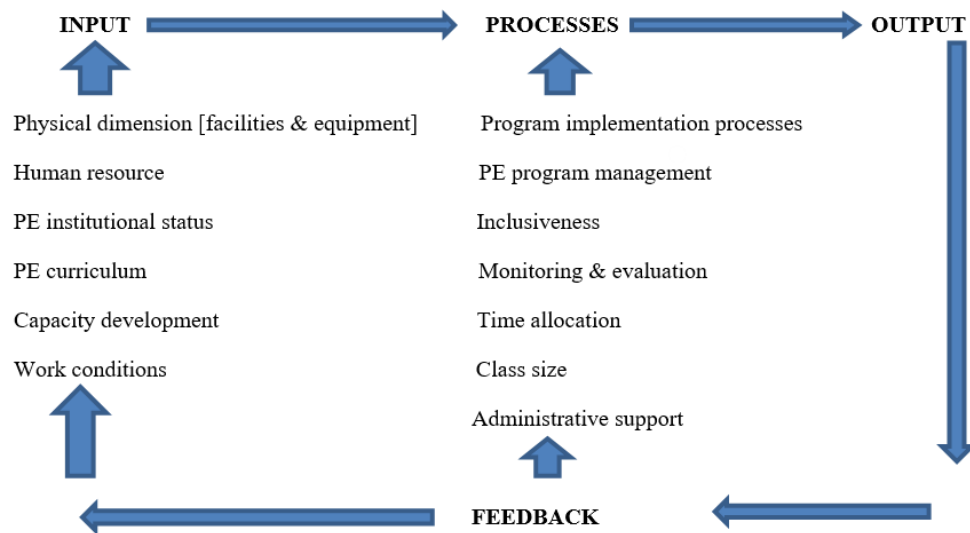 INPUT PROCESSES OUTPUT
Physical dimension [facilities & equipment] Program implementation processes
Human resource PE program management
PE institutional status Inclusiveness
PE curriculum Monitoring & evaluation
Capacity development Time allocation
Work conditions Class size
Administrative support
FEEDBACK